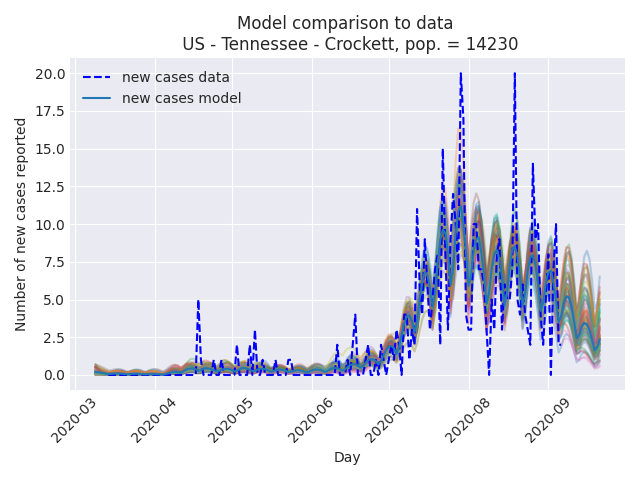 Model comparison to data
US - Tennessee - Crockett, pop. = 14230
new cases data
new cases model
Number of new cases reported
20.0
17.5
15.0
12.5
10.0
7.5
5.0
2.5
0.0
2020-03
2020-04
2020-05
2020-06
2020-07
2020-08
2020-09
Day